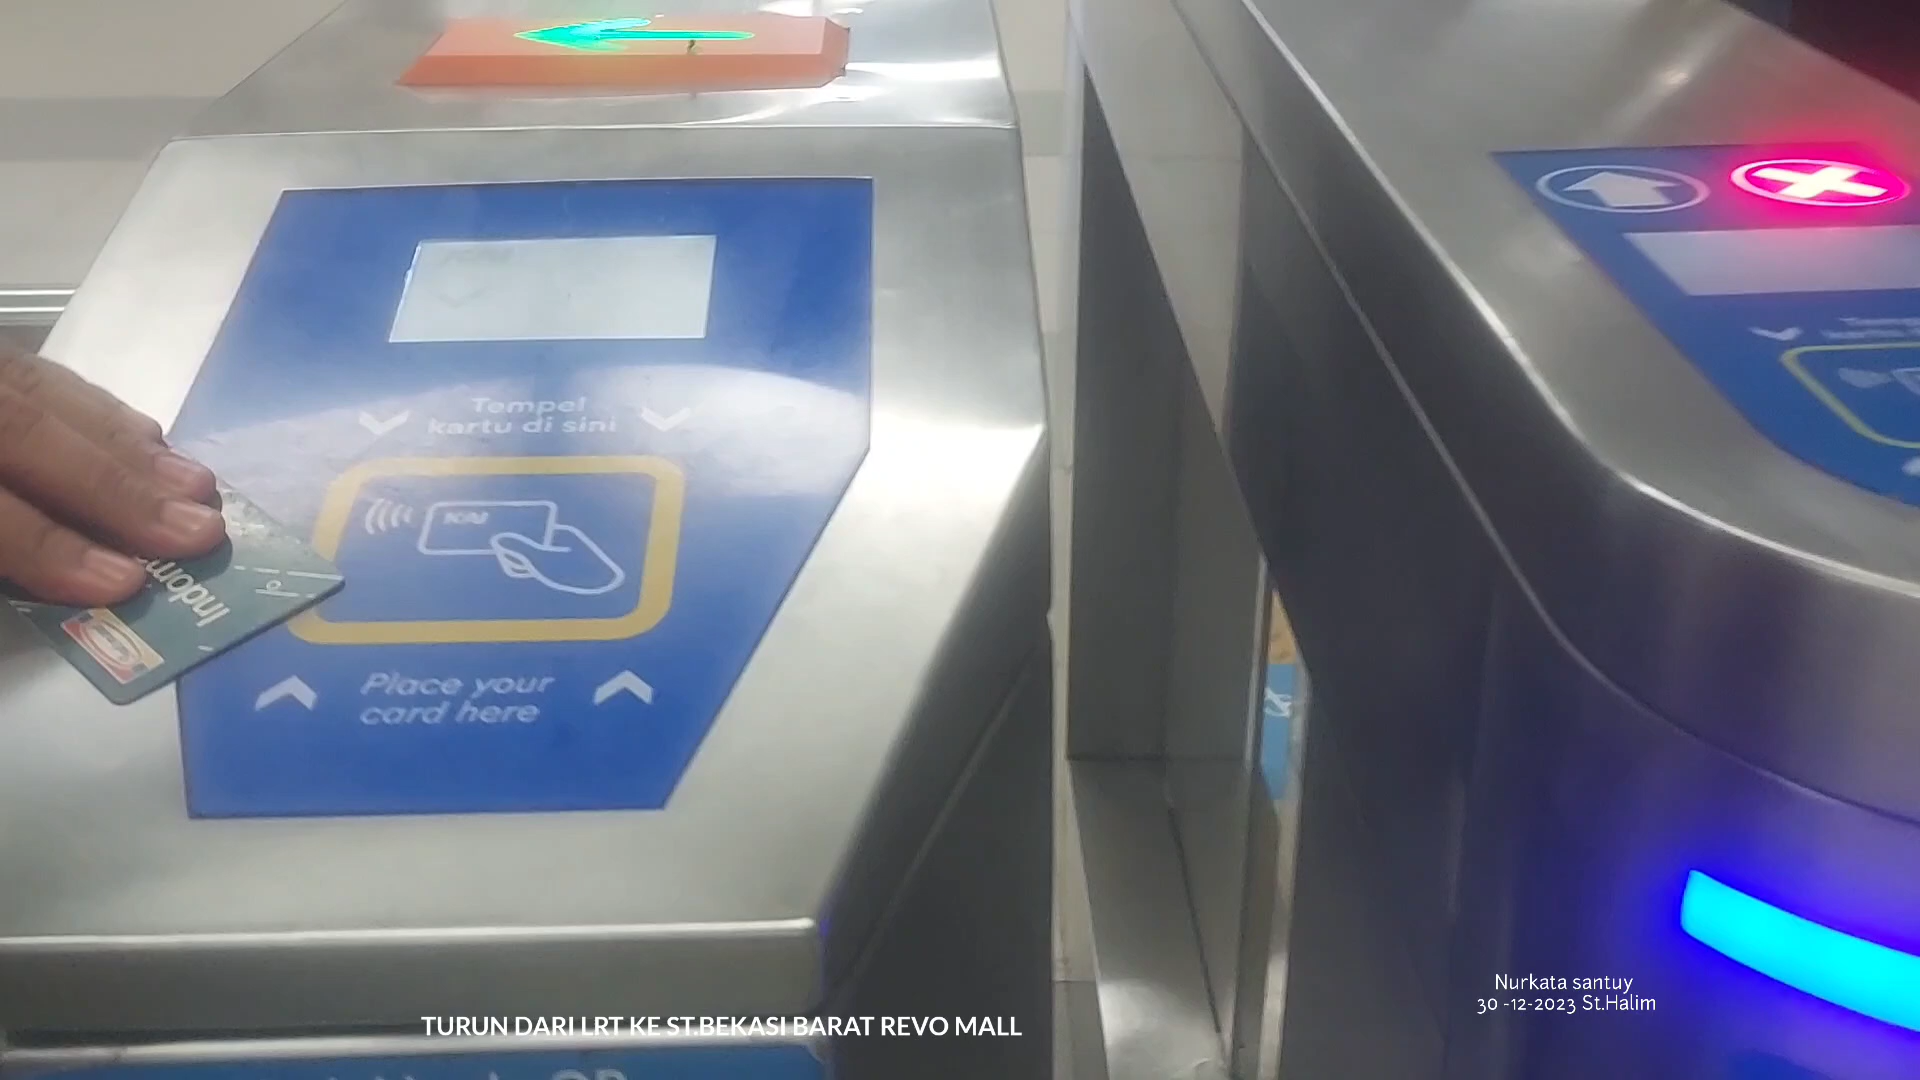 Tempel
kartu di sini
KAI
Place your
card here
Nurkata santuy
30 -12-2023 St.Halim
TURUN DARI LRT KE ST.BEKASI BARAT REVO MALL